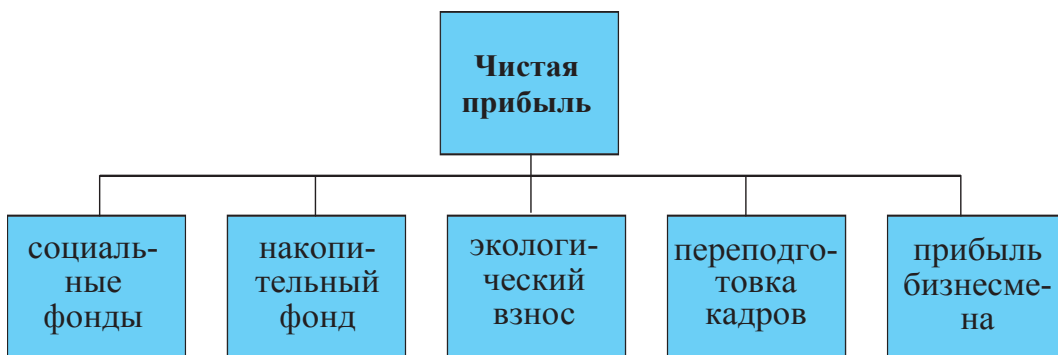 Чистая
прибыль
социаль-
ные
фонды
накопи-
тельный
фонд
экологи-
ческий
взнос
переподго-
товка
кадров
прибыль
бизнесме-
на